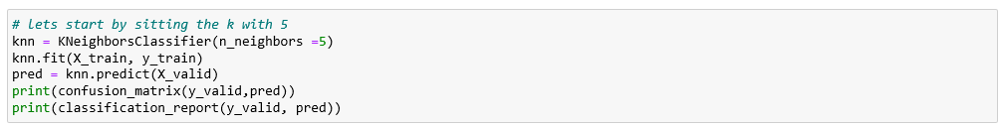 # lets start by sitting the k with 5
knn = KNeighborsClassifier(n_neighbors =5)
knn.fit(X_train, y_train)
pred = knn.predict(X_valid)
print(confusion_matrix(y_valid,pred))
print(classification_report(y_valid, pred))